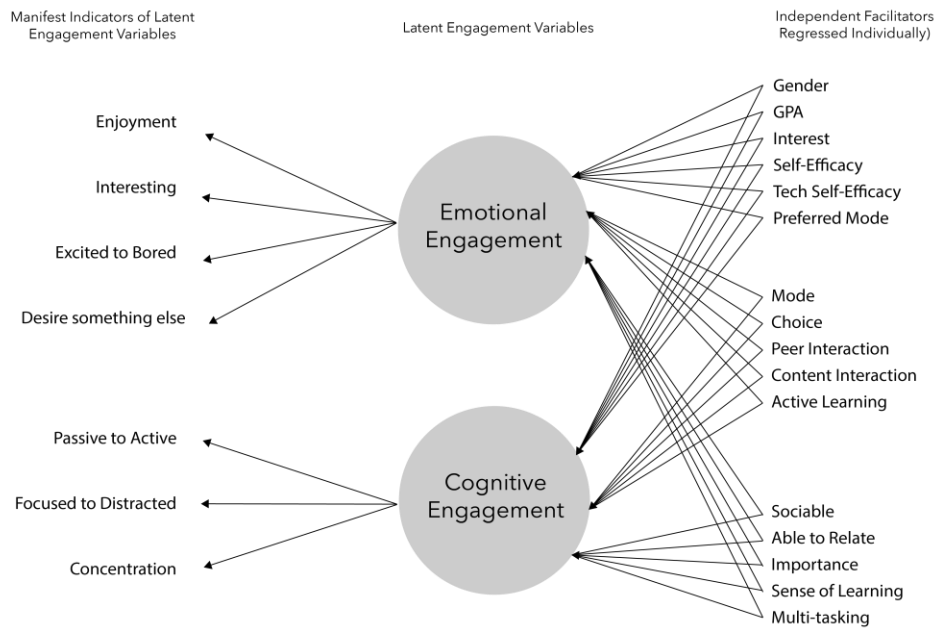 Manifest Indicators of Latent
Engagement Variables
Latent Engagement Variables
Independent Facilitators
Regressed Individually)
Enjoyment
Interesting
Excited to Bored
Desire something else
Passive to Active
Focused to Distracted
Concentration
Emotional
Engagement
Cognitive
Engagement
Gender
GPA
Interest
Self-Efficacy
Tech Self-Efficacy
Preferred Mode
Mode
Choice
Peer Interaction
Content Interaction
Active Learning
Sociable
Able to Relate
Importance
Sense of Learning
Multi-tasking